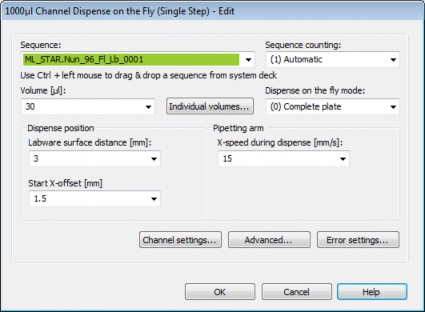 1000µl Channel Dispense on the Fly (Single Step) - Edit
Sequence:
Sequence counting:
ML_STAR.Nun_96_Fl_Lb_0001
(1) Automatic
Use Ctrl + left mouse to drag & drop a sequence from system deck
Volume [µl]:
Dispense on the fly mode:
30
Individual volumes...
(0) Complete plate
Dispense position
Pipetting arm
Labware surface distance [mm]:
X-speed during dispense [mm/s]:
3
15
Start X-offset [mm]
1.5
Channel settings...
Advanced...
Error settings...
OK
Cancel
Help